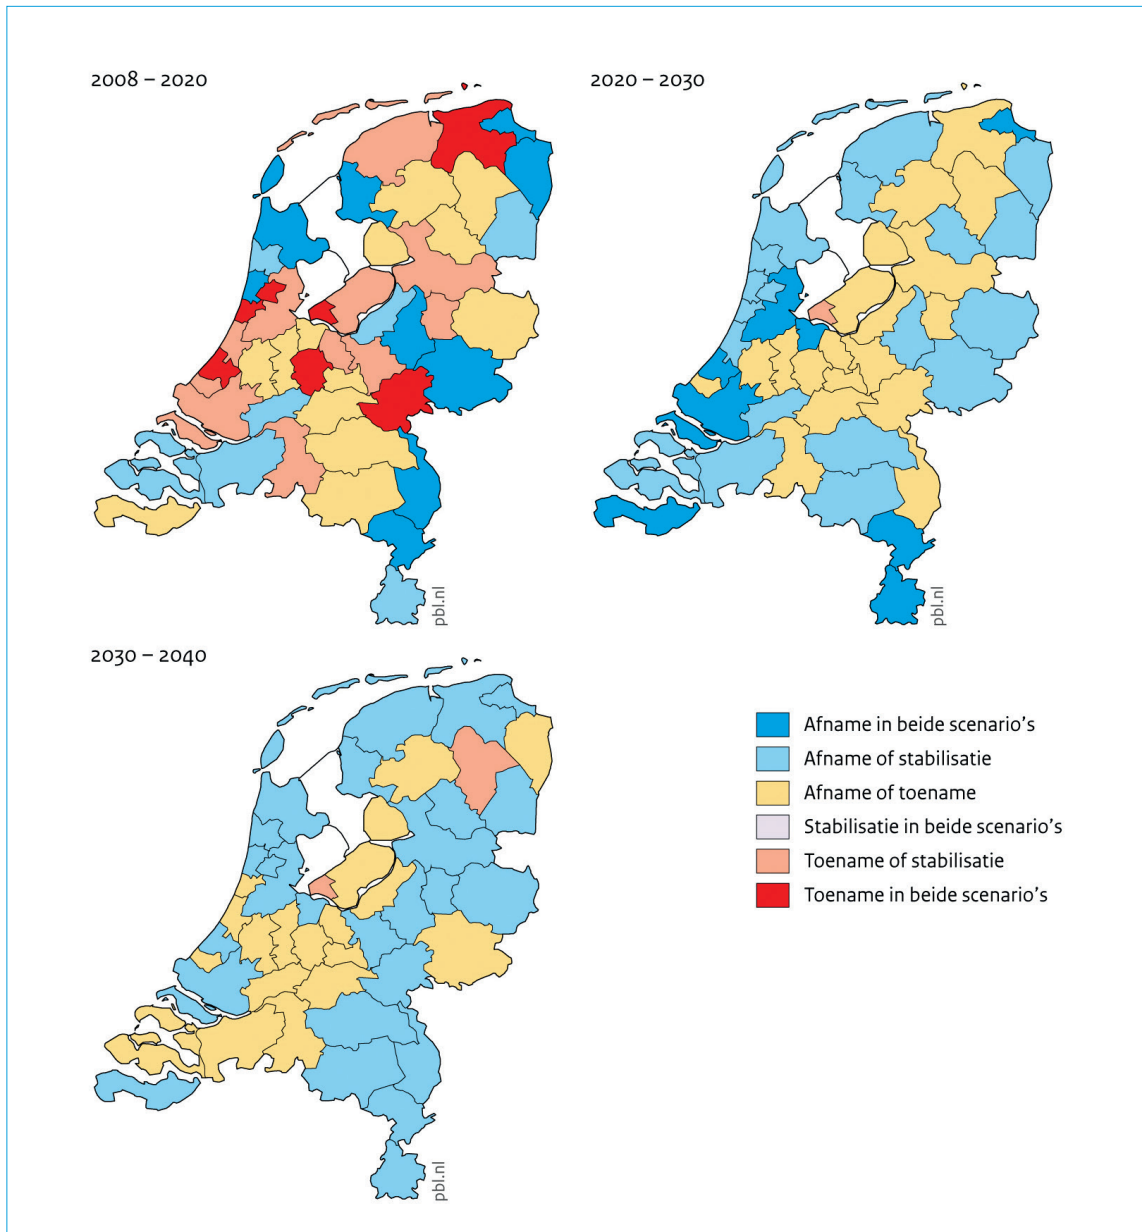 2008 – 2020
2020 – 2030
pbl.nl
pbl.nl
2030 – 2040
Afname in beide scenario's
Afname of stabilisatie
Afname of toename
Stabilisatie in beide scenario's
Toename of stabilisatie
Toename in beide scenario's
pbl.nl